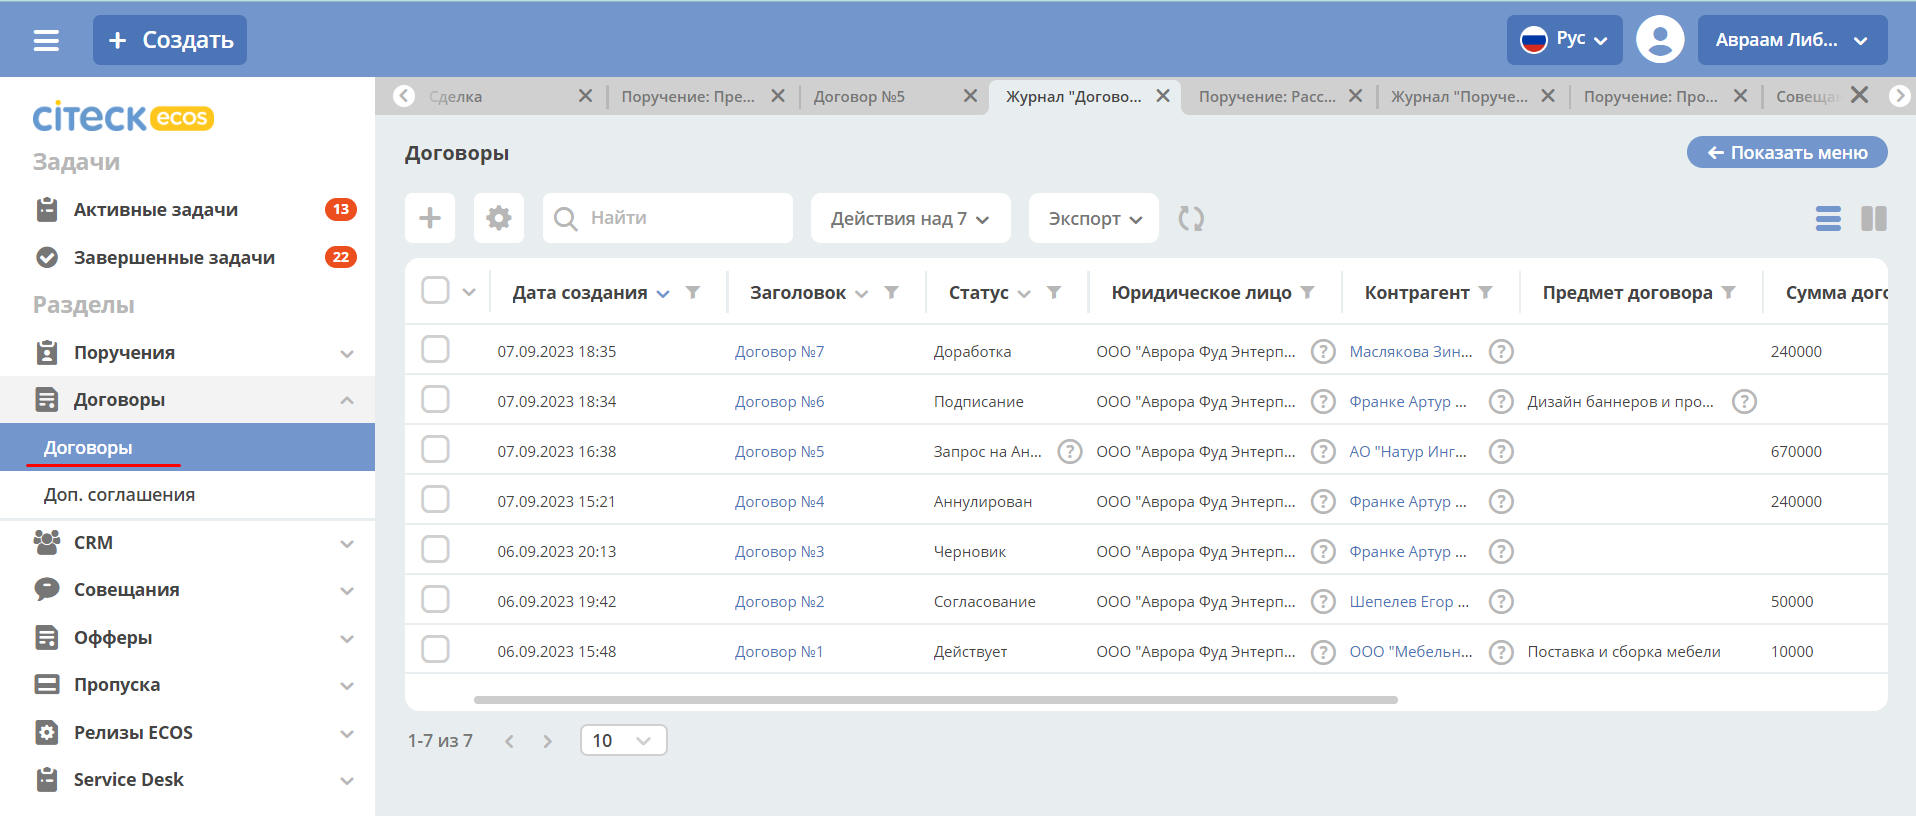 Создать
Рус
Авраам Либ...
Сделка
Поручение: Пре...
Договор №5
Журнал "Догово...
Поручение: Расс...
Журнал "Поруче...
Поручение: Про...
Совеща
citeck ecos
Задачи
Активные задачи 13
Завершенные задачи 22
Разделы
Поручения
Договоры
Договоры
Доп. соглашения
CRM
Совещания
Офферы
Пропуска
Релизы ECOS
Service Desk
Договоры
Показать меню
Найти
Действия над 7
Экспорт
Дата создания Заголовок Статус Юридическое лицо Контрагент Предмет договора Сумма дого
07.09.2023 18:35 Договор №7 Доработка ООО "Аврора Фуд Энтерп... ? Маслякова Зин... ? 240000
07.09.2023 18:34 Договор №6 Подписание ООО "Аврора Фуд Энтерп... ? Франке Артур ... ? Дизайн баннеров и про... ?
07.09.2023 16:38 Договор №5 Запрос на Ан... ? ООО "Аврора Фуд Энтерп... ? АО "Натур Инг... ? 670000
07.09.2023 15:21 Договор №4 Аннулирован ООО "Аврора Фуд Энтерп... ? Франке Артур ... ? 240000
06.09.2023 20:13 Договор №3 Черновик ООО "Аврора Фуд Энтерп... ? Франке Артур ... ?
06.09.2023 19:42 Договор №2 Согласование ООО "Аврора Фуд Энтерп... ? Шепелев Егор ... ? 50000
06.09.2023 15:48 Договор №1 Действует ООО "Аврора Фуд Энтерп... ? ООО "Мебельн... ? Поставка и сборка мебели 10000
1-7 из 7
10